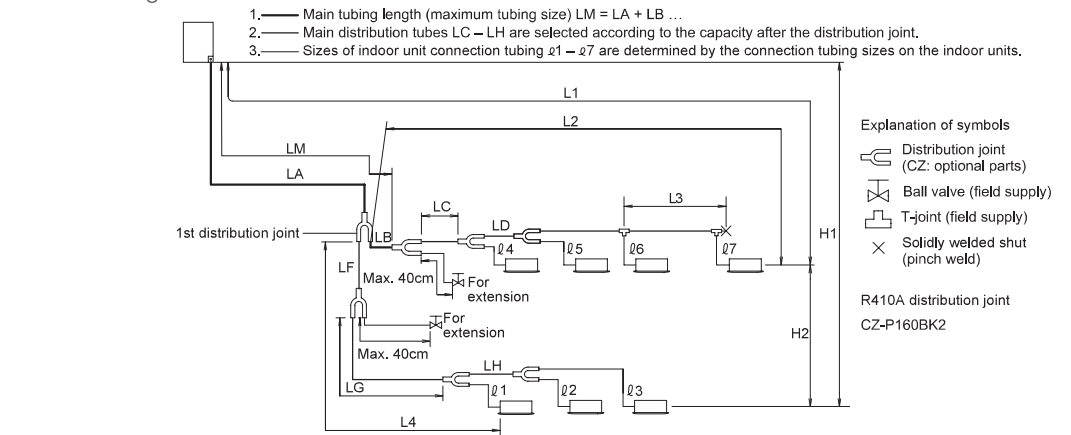 1. Main tubing length (maximum tubing size) LM = LA + LB ...
2. Main distribution tubes LC – LH are selected according to the capacity after the distribution joint.
3. Sizes of indoor unit connection tubing ℓ1 – ℓ7 are determined by the connection tubing sizes on the indoor units.
L1
L2
LM
LA
LC
LD
L3
1st distribution joint
LB
ℓ4
ℓ5
ℓ6
ℓ7
H1
LF
Max. 40cm
For
extension
For
extension
Max. 40cm
H2
LH
LG
ℓ1
ℓ2
ℓ3
L4
Explanation of symbols
Distribution joint
(CZ: optional parts)
Ball valve (field supply)
T-joint (field supply)
Solidly welded shut
(pinch weld)
R410A distribution joint
CZ-P160BK2